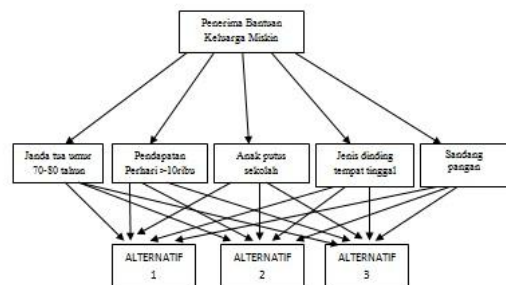 Penerima Bantuan
Keluarga Miskin
Janda tua umur
70-80 tahun
Pendapatan
Perhari >10ribu
Anak putus
sekolah
Jenis dinding
tempat tinggal
Sandang
pangan
ALTERNATIF
1
ALTERNATIF
2
ALTERNATIF
3